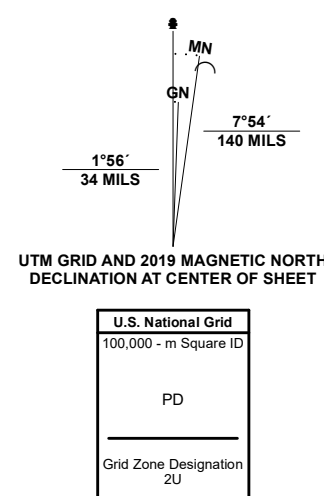 MN
GN
7°54´
140 MILS
1°56´
34 MILS
UTM GRID AND 2019 MAGNETIC NORTH
DECLINATION AT CENTER OF SHEET
U.S. National Grid
100,000 - m Square ID
PD
Grid Zone Designation
2U